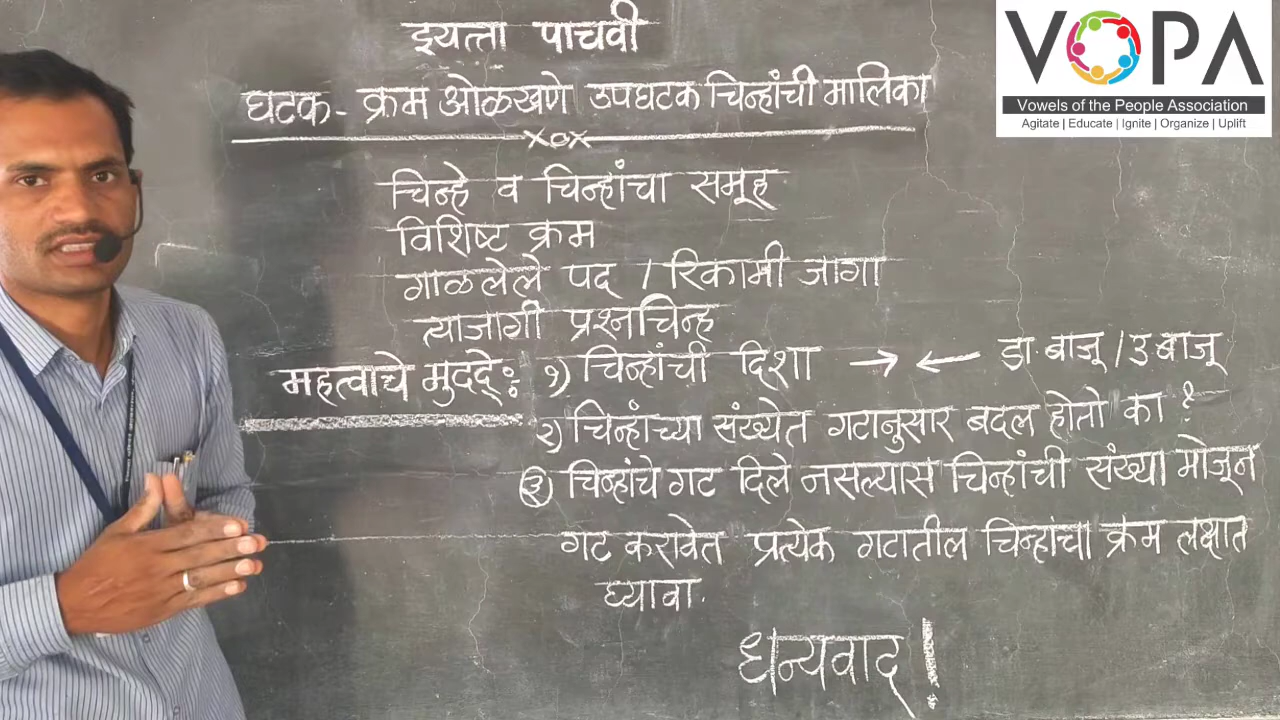 इयत्ता पाचवी
घटक - क्रम ओळखणे उपघटक चिन्हांची मालिका
xox
चिन्हे व चिन्हांचा समूह
विशिष्ट क्रम
गाळलेले पद / रिकामी जागा
त्याजागी प्रश्नचिन्ह
महत्वाचे मुद्दे: १) चिन्हांची दिशा → ← डा बाजू / उ बाजू
२) चिन्हांच्या संख्येत गटानुसार बदल होतो का ?
३) चिन्हांचे गट दिले नसल्यास चिन्हांची संख्या मोजून
गट करावेत प्रत्येक गटातील चिन्हांचा क्रम लक्षात
घ्यावा.
धन्यवाद !
VOPA
Vowels of the People Association
Agitate | Educate | Ignite | Organize | Uplift